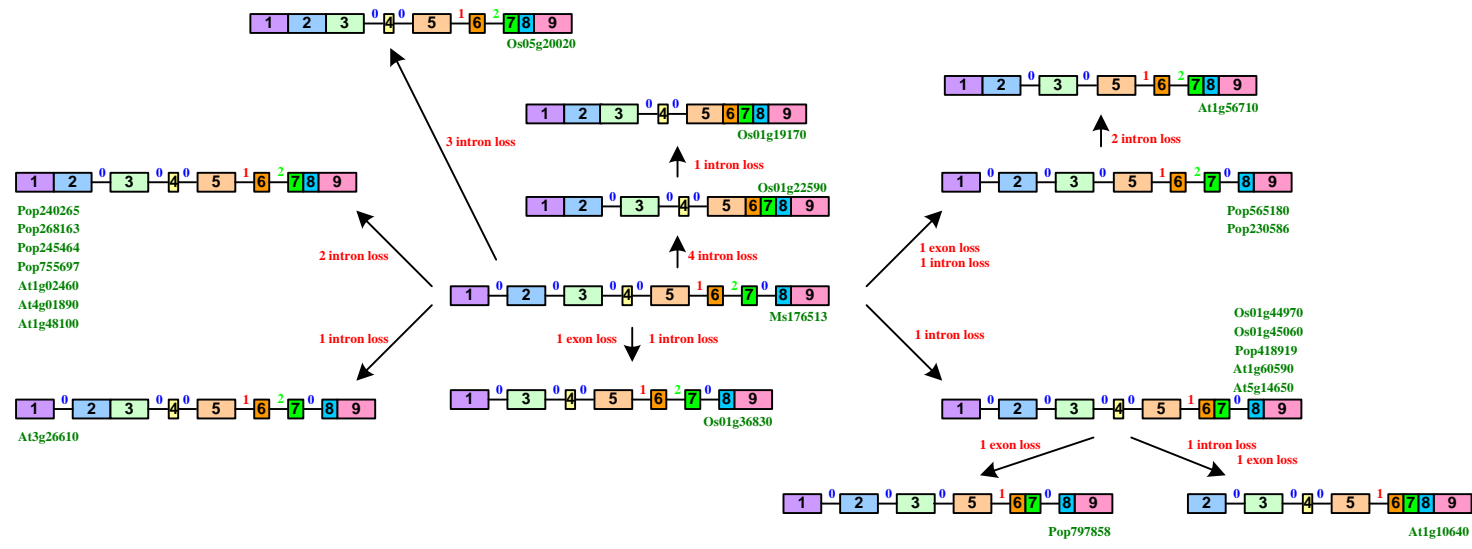 0 0 1 2
1 2 3 4 5 6 7 8 9
Os05g20020
3 intron loss
0 0
1 2 3 4 5 6 7 8 9
Os01g19170
1 intron loss
Os01g22590
0 0 0
1 2 3 4 5 6 7 8 9
4 intron loss
0 0 1 2
1 2 3 5 6 7 8 9
At1g56710
2 intron loss
0 0 0 1 2 0
1 2 3 5 6 7 8 9
Pop565180
Pop230586
1 exon loss
1 intron loss
0 0 0 1 2
1 2 3 4 5 6 7 8 9
Pop240265
Pop268163
Pop245464
Pop755697
At1g02460
At4g01890
At1g48100
2 intron loss
0 0 0 0 1 2 0
1 2 3 4 5 6 7 8 9
Ms176513
1 intron loss
0 0 0 1 2 0
1 2 3 4 5 6 7 8 9
At3g26610
1 exon loss 1 intron loss
0 0 0 1 2 0
1 3 4 5 6 7 8 9
Os01g36830
1 intron loss
Os01g44970
Os01g45060
Pop418919
At1g60590
At5g14650
0 0 0 0 1 0
1 2 3 4 5 6 7 8 9
1 exon loss
1 intron loss
1 exon loss
0 0 0 1 0
1 2 3 5 6 7 8 9
Pop797858
0 0 0 1
2 3 4 5 6 7 8 9
At1g10640